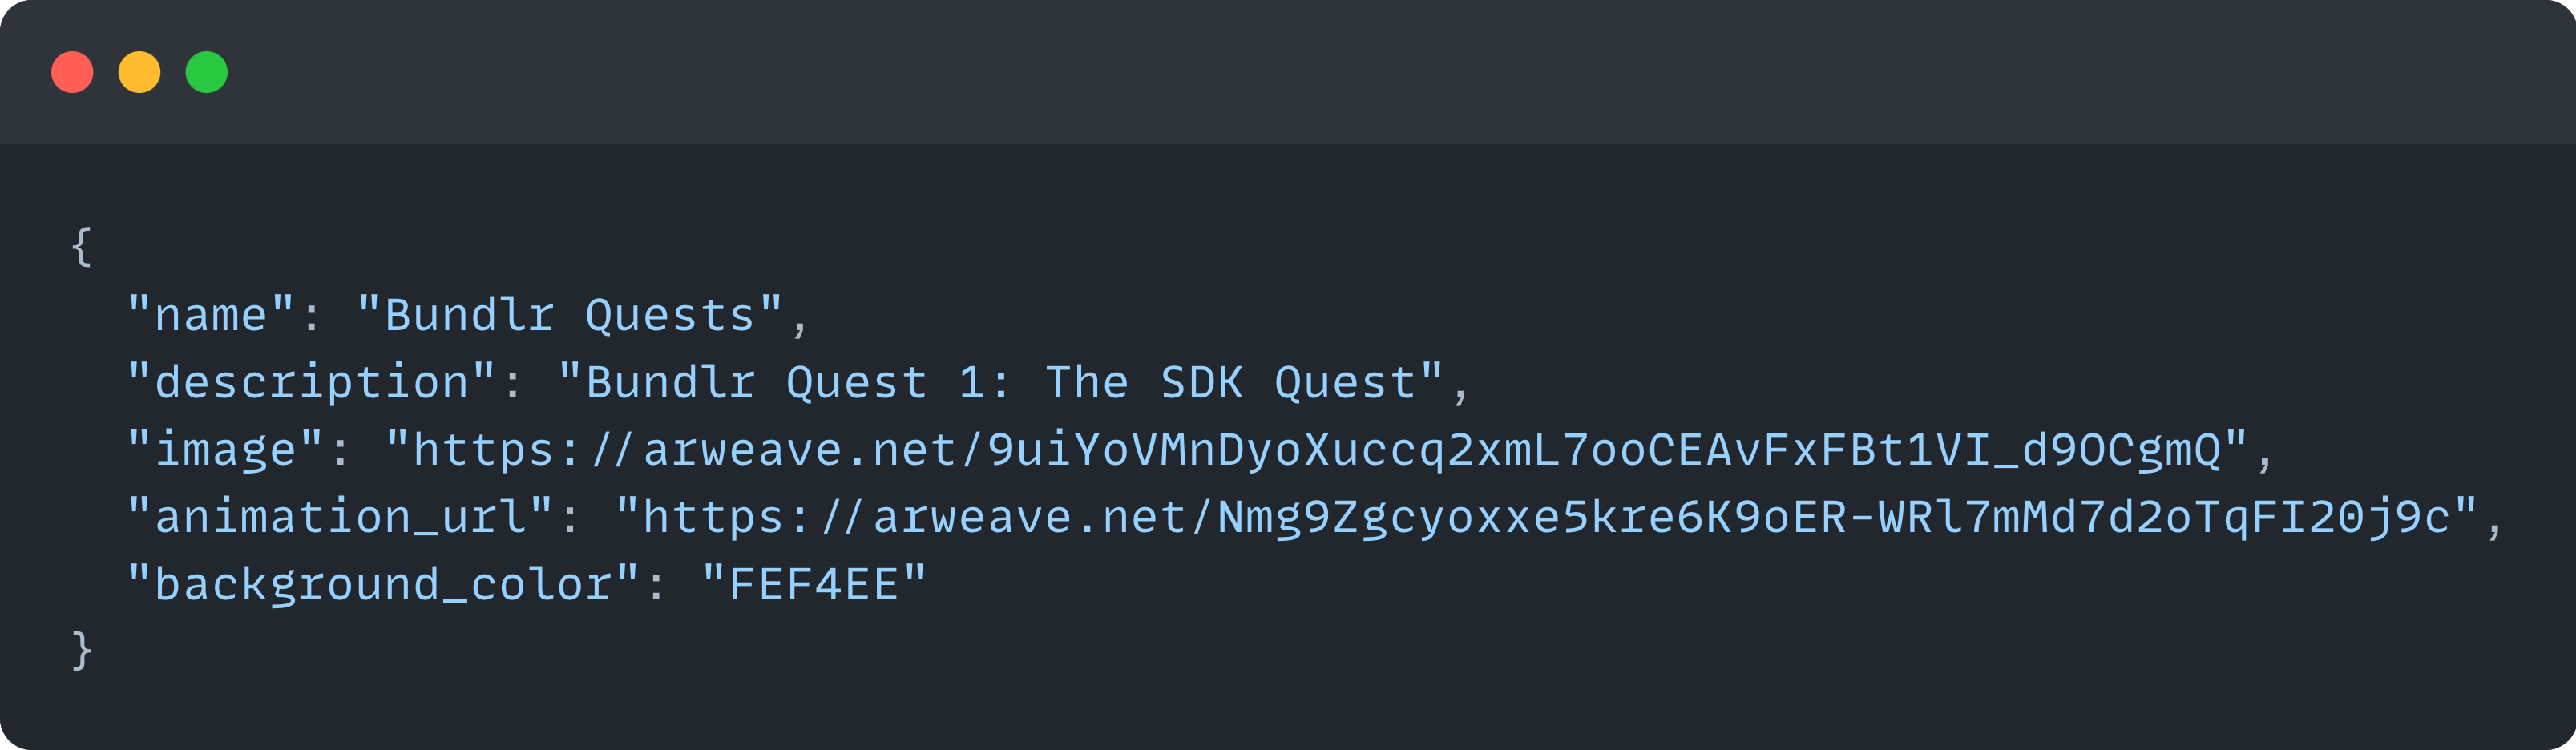 {
  "name": "Bundlr Quests",
  "description": "Bundlr Quest 1: The SDK Quest",
  "image": "https://arweave.net/9uiYoVMnDyoXuccq2xmL7ooCEAvFxFBt1VI_d9OCgmQ",
  "animation_url": "https://arweave.net/Nmg9Zgcyoxxe5kre6K9oER-WRl7mMd7d2oTqFI20j9c",
  "background_color": "FEF4EE"
}